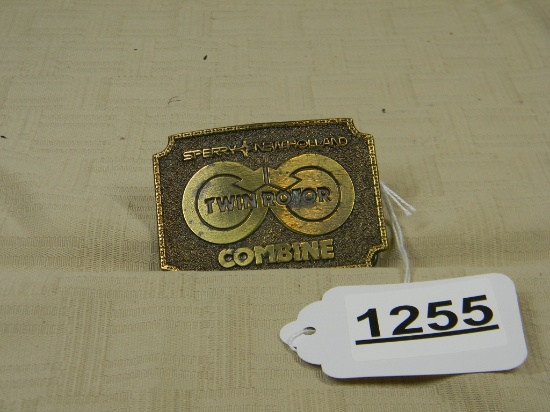 SPERRY NEW HOLLAND
TWIN ROTOR
COMBINE
1255